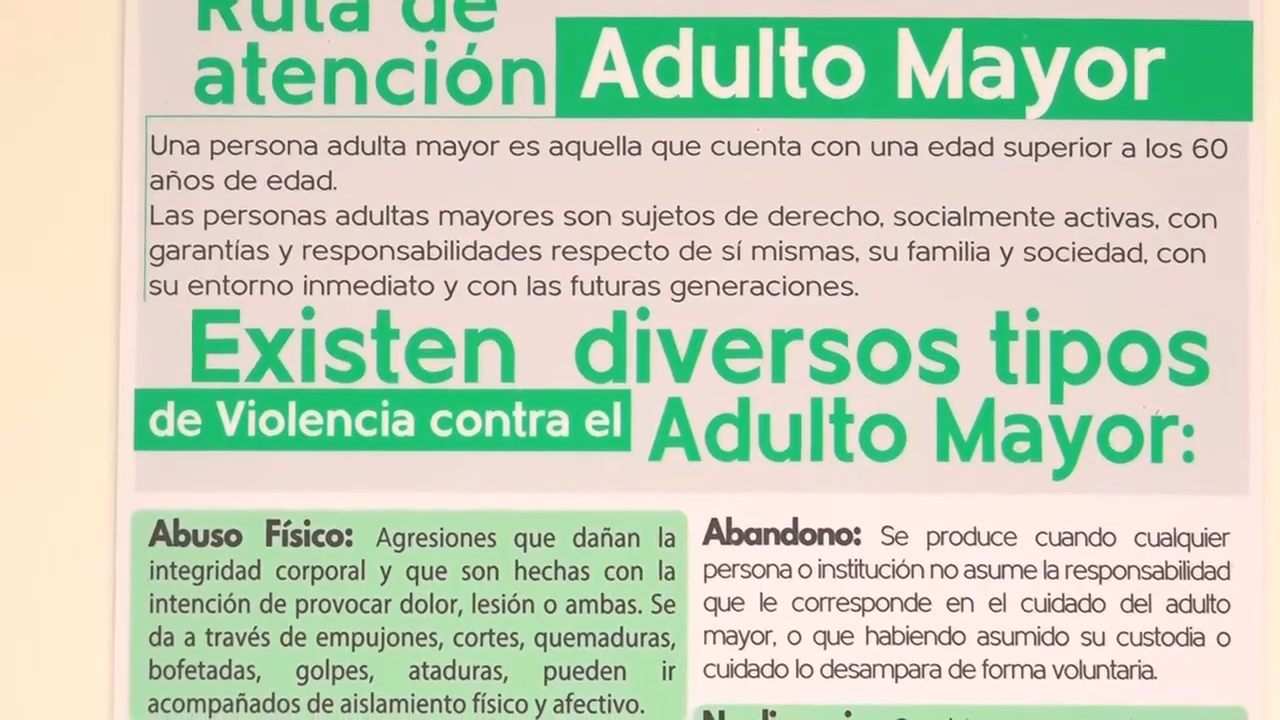 Ruta de
atención Adulto Mayor
Una persona adulta mayor es aquella que cuenta con una edad superior a los 60
años de edad.
Las personas adultas mayores son sujetos de derecho, socialmente activas, con
garantías y responsabilidades respecto de sí mismas, su familia y sociedad, con
su entorno inmediato y con las futuras generaciones.
Existen diversos tipos
de Violencia contra el Adulto Mayor:
Abuso Físico: Agresiones que dañan la
integridad corporal y que son hechas con la
intención de provocar dolor, lesión o ambas. Se
da a través de empujones, cortes, quemaduras,
bofetadas, golpes, ataduras, pueden ir
acompañados de aislamiento físico y afectivo.
Abandono: Se produce cuando cualquier
persona o institución no asume la responsabilidad
que le corresponde en el cuidado del adulto
mayor, o que habiendo asumido su custodia o
cuidado lo desampara de forma voluntaria.